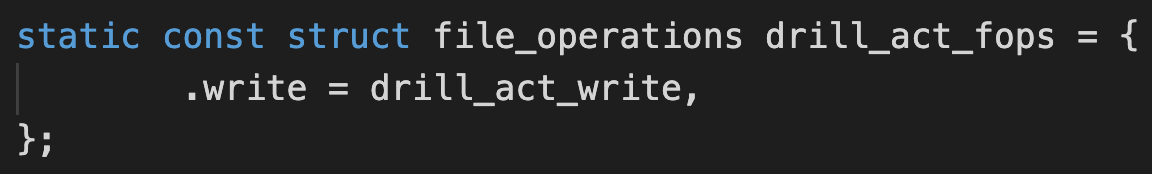 static const struct file_operations drill_act_fops = {
        .write = drill_act_write,
};